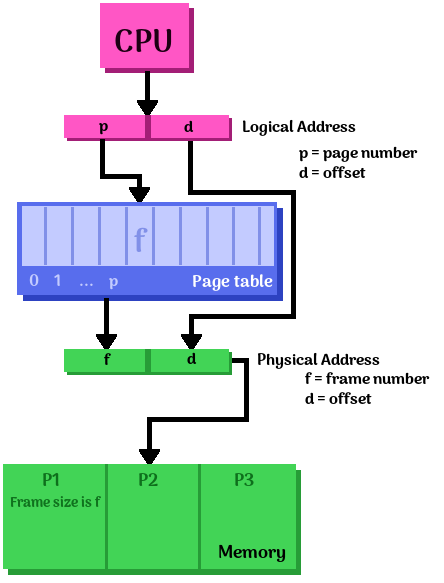 CPU
p d
Logical Address
p = page number
d = offset
f
0 1 ... p Page table
f d
Physical Address
f = frame number
d = offset
P1 P2 P3
Frame size is f
Memory